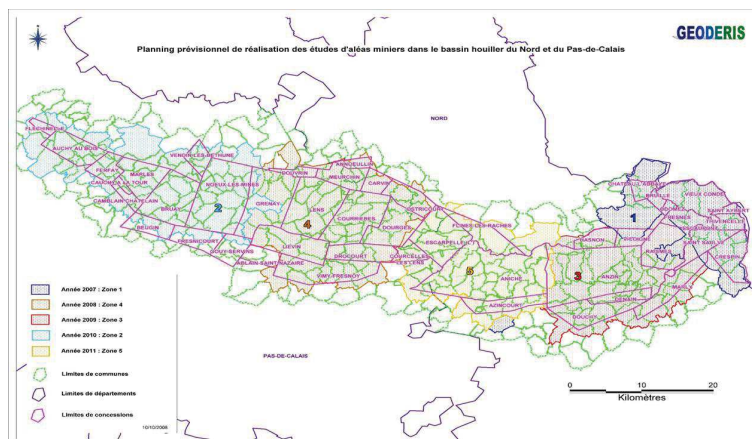 GEODERIS
Planning prévisionnel de réalisation des études d'aléas miniers dans le bassin houiller du Nord et du Pas-de-Calais
NORD
FLECHINELLE
AUCHY AU BOIS
FERFAY
MARLES
CAUCHY A LA TOUR
CAMBLAIN-CHATELAIN
BRUAY
BEUGIN
FRESNICOURT
VENDIN-LES-BETHUNE
NOEUX-LES-MINES
2
GOUY-SERVINS
ABLAIN-SAINT-NAZAIRE
GRENAY
DOUVRIN
MEURCHIN
ANNOEULLIN
CARVIN
LENS
4
COURRIERES
DOURGES
OSTRICOURT
LIEVIN
DROCOURT
COURCELLES
LES LENS
VIMY-FRESNOY
ESCARPELLE
FLINES-LES-RACHES
5
ANICHE
AZINCOURT
HASNON
ANZIN
3
DENAIN
DOUCHY
MARLY
CHATEAU L'ABBAYE
BRUILLE
1
VIEUX CONDE
ODOMEZ
FRESNES
SAINT AYBERT
THIVENCELLE
ESCAUPONT
SAINT SAULVE
CRESPIN
VICOIGNE
RAISMES
Année 2007 : Zone 1
Année 2008 : Zone 4
Année 2009 : Zone 3
Année 2010 : Zone 2
Année 2011 : Zone 5
Limites de communes
Limites de départements
Limites de concessions
PAS-DE-CALAIS
0 10 20
Kilomètres